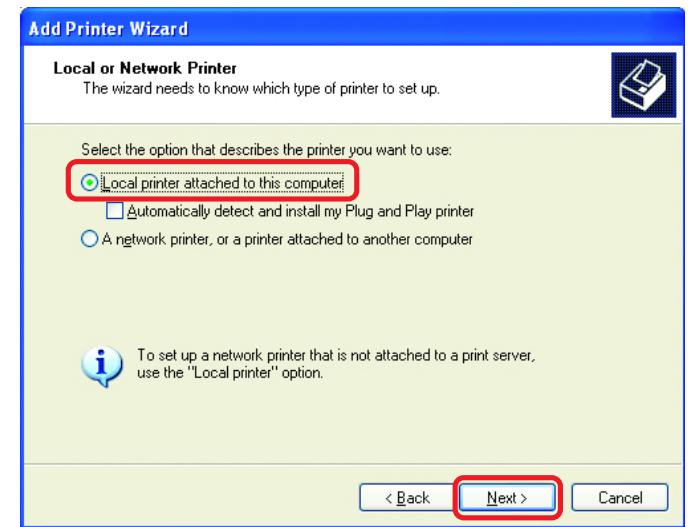 Add Printer Wizard
Local or Network Printer
The wizard needs to know which type of printer to set up.
Select the option that describes the printer you want to use:
Local printer attached to this computer
Automatically detect and install my Plug and Play printer
A network printer, or a printer attached to another computer
To set up a network printer that is not attached to a print server,
use the "Local printer" option.
< Back Next > Cancel